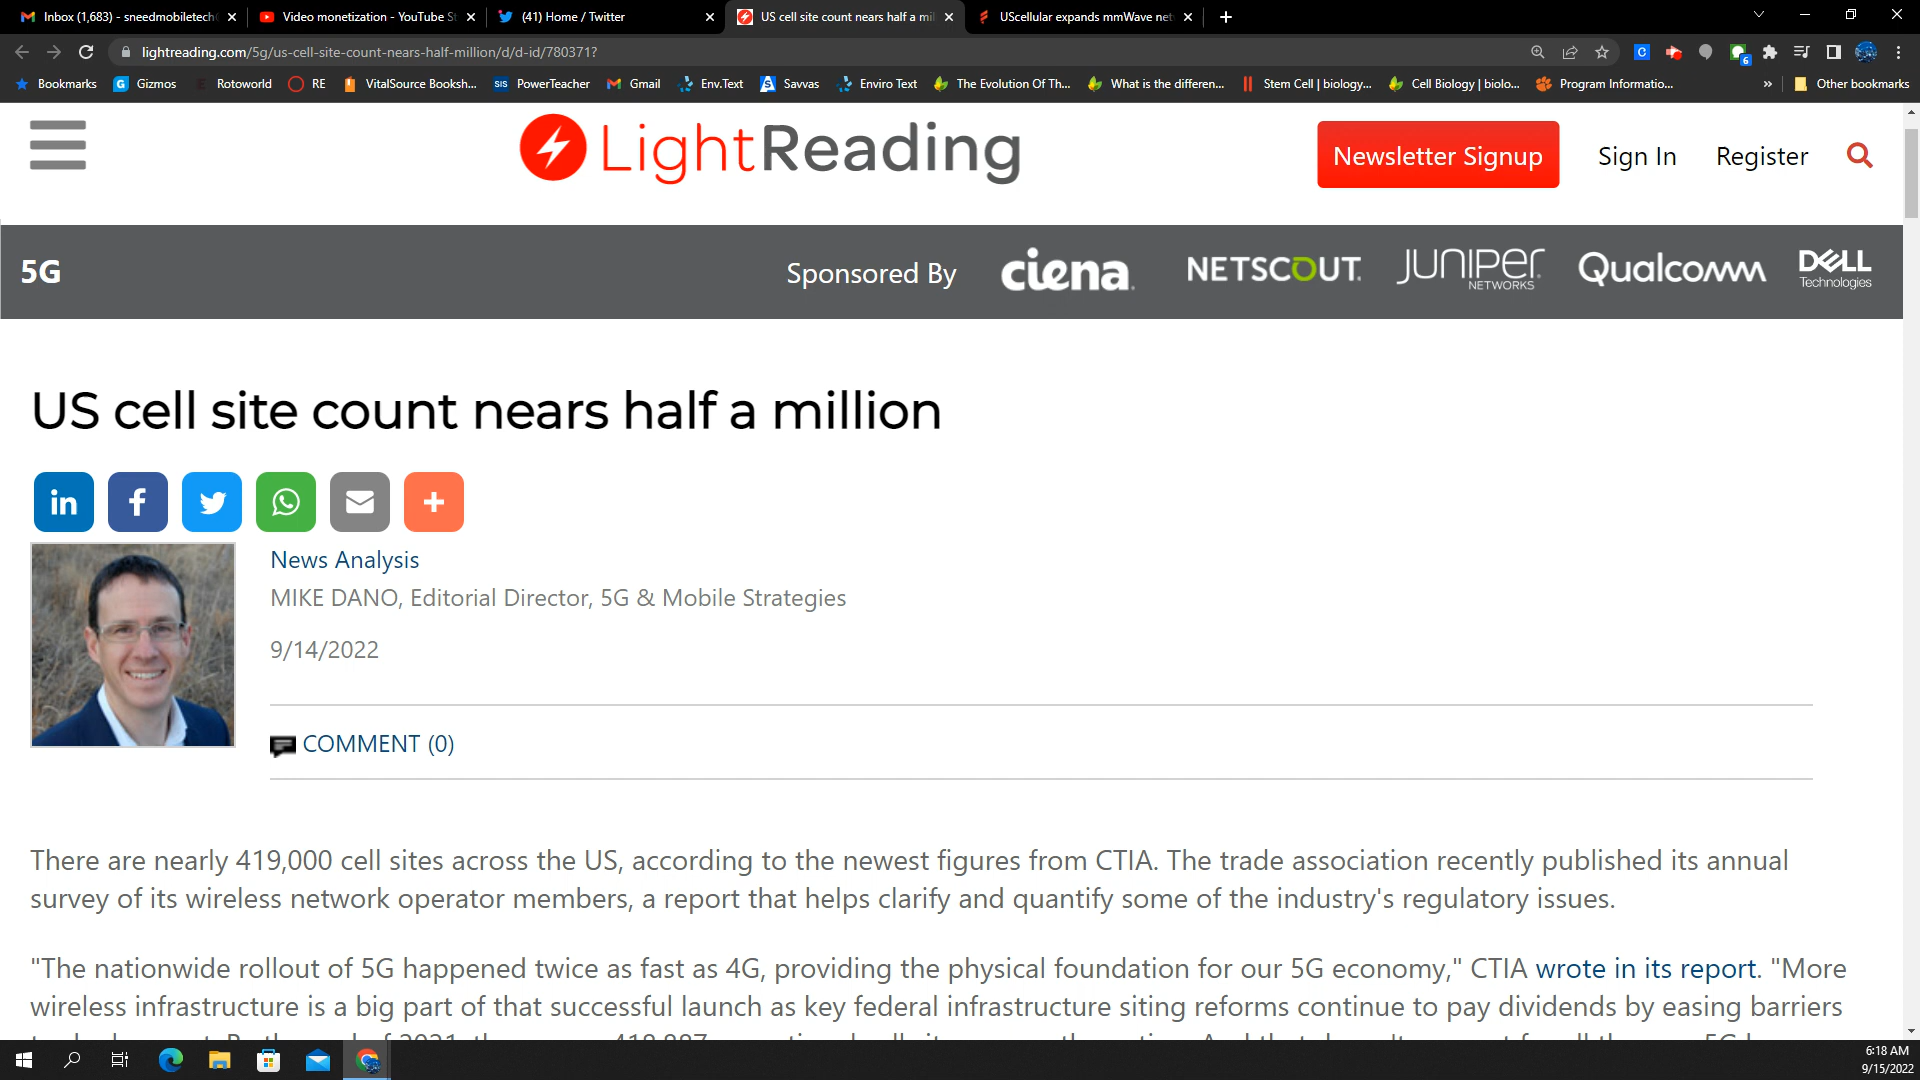 Inbox (1,683) - sneedmobiletech
Video monetization - YouTube St
(41) Home / Twitter
US cell site count nears half a mil
UScellular expands mmWave net
lightreading.com/5g/us-cell-site-count-nears-half-million/d/d-id/780371?
C
6
Bookmarks
G Gizmos
Rotoworld
RE
VitalSource Booksh...
SIS PowerTeacher
Gmail
Env.Text
Savvas
Enviro Text
The Evolution Of Th...
What is the differen...
Stem Cell | biology...
Cell Biology | biolo...
Program Informatio...
»
Other bookmarks
LightReading
Newsletter Signup
Sign In
Register
5G
Sponsored By
ciena
NETSCOUT
JUNIPER NETWORKS
Qualcomm
DELL Technologies
US cell site count nears half a million
in
f
News Analysis
MIKE DANO, Editorial Director, 5G & Mobile Strategies
9/14/2022
COMMENT (0)
There are nearly 419,000 cell sites across the US, according to the newest figures from CTIA. The trade association recently published its annual
survey of its wireless network operator members, a report that helps clarify and quantify some of the industry's regulatory issues.
"The nationwide rollout of 5G happened twice as fast as 4G, providing the physical foundation for our 5G economy," CTIA wrote in its report. "More
wireless infrastructure is a big part of that successful launch as key federal infrastructure siting reforms continue to pay dividends by easing barriers
6:18 AM
9/15/2022